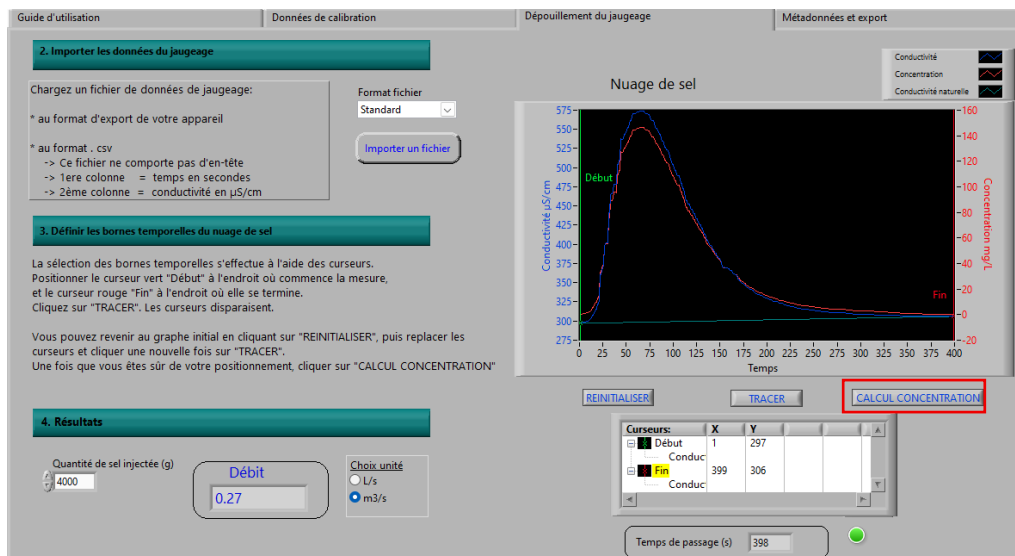 Guide d'utilisation
Données de calibration
Dépouillement du jaugeage
Métadonnées et export
2. Importer les données du jaugeage
Chargez un fichier de données de jaugeage:
* au format d'export de votre appareil
* au format . csv
-> Ce fichier ne comporte pas d'en-tête
-> 1ere colonne = temps en secondes
-> 2ème colonne = conductivité en µS/cm
Format fichier
Standard
Importer un fichier
3. Définir les bornes temporelles du nuage de sel
La sélection des bornes temporelles s'effectue à l'aide des curseurs.
Positionner le curseur vert "Début" à l'endroit où commence la mesure,
et le curseur rouge "Fin" à l'endroit où elle se termine.
Cliquez sur "TRACER". Les curseurs disparaisent.
Vous pouvez revenir au graphe initial en cliquant sur "REINITIALISER", puis replacer les
curseurs et cliquer une nouvelle fois sur "TRACER".
Une fois que vous êtes sûr de votre positionnement, cliquer sur "CALCUL CONCENTRATION"
4. Résultats
Quantité de sel injectée (g)
4000
Débit
0.27
Choix unité
L/s
m3/s
Nuage de sel
Conductivité
Concentration
Conductivité naturelle
Conductivité µS/cm
575
550
525
500
475
450
425
400
375
350
325
300
275
Début
Fin
160
140
120
100
80
60
40
20
0
-20
Concentration mg/L
0 25 50 75 100 125 150 175 200 225 250 275 300 325 350 375 400
Temps
REINITIALISER
TRACER
CALCUL CONCENTRATION
Curseurs: X Y
Début 1 297
Conduc
Fin 399 306
Conduc
Temps de passage (s) 398